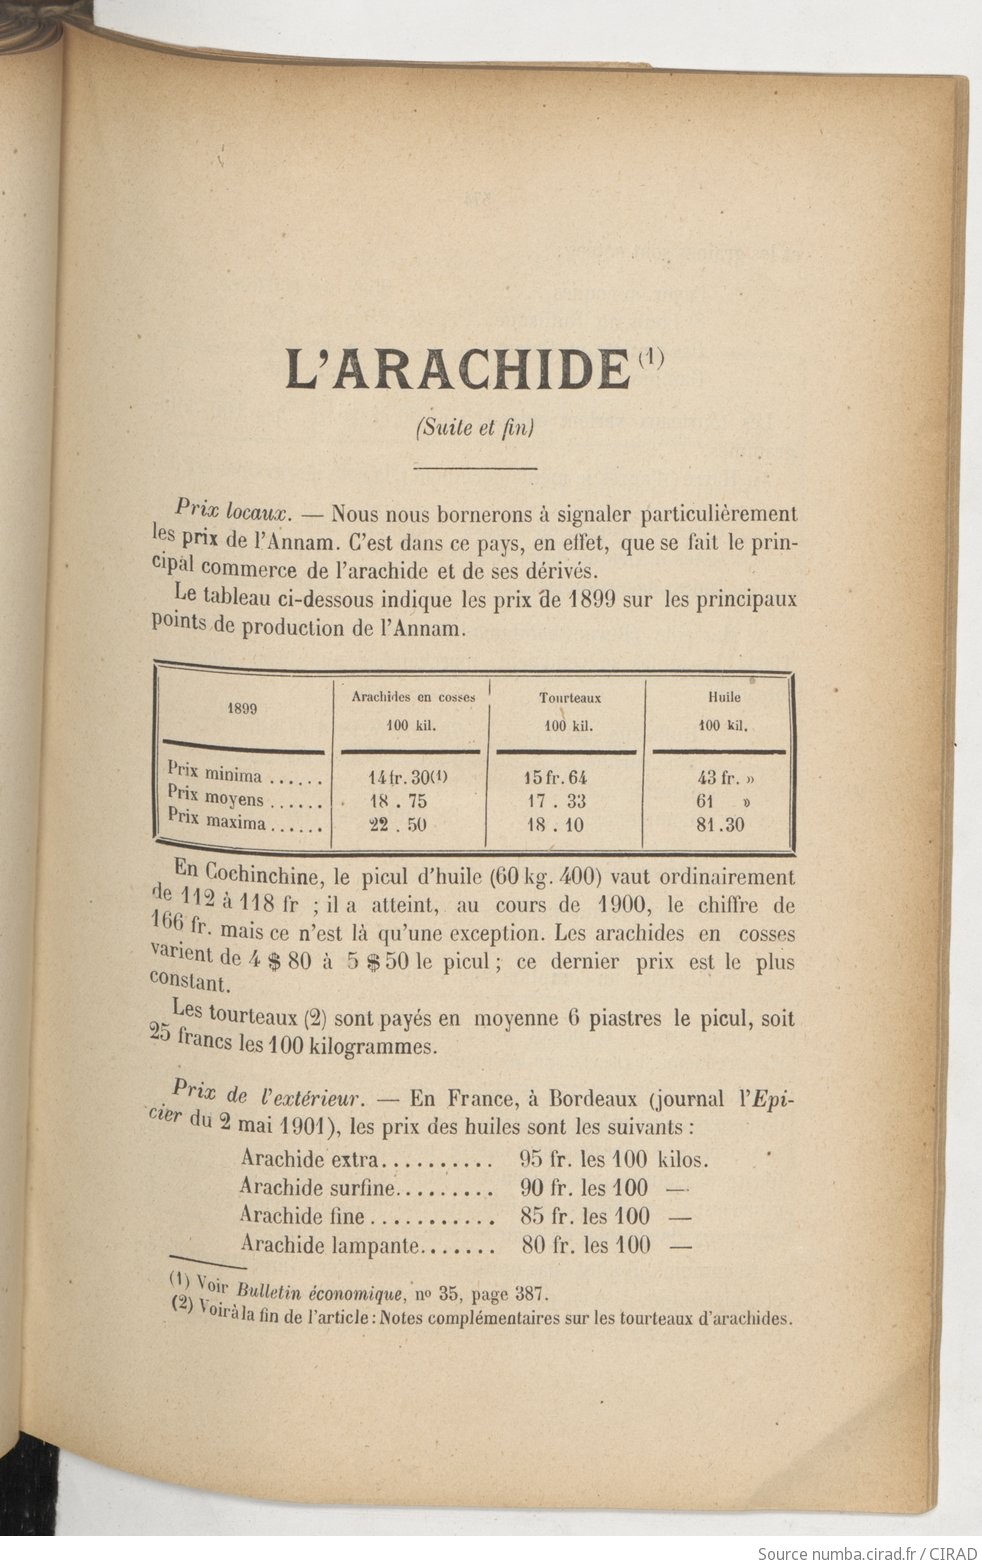 L'ARACHIDE (1)
(Suite et fin)
Prix locaux. — Nous nous bornerons à signaler particulièrement
les prix de l'Annam. C'est dans ce pays, en effet, que se fait le prin-
cipal commerce de l'arachide et de ses dérivés.
Le tableau ci-dessous indique les prix de 1899 sur les principaux
points de production de l'Annam.
1899 | Arachides en cosses 100 kil. | Tourteaux 100 kil. | Huile 100 kil.
Prix minima ...... 14 fr. 30(1) 15 fr. 64 43 fr. »
Prix moyens ...... 18 . 75 17 . 33 61 »
Prix maxima ...... 22 . 50 18 . 10 81.30
En Cochinchine, le picul d'huile (60 kg. 400) vaut ordinairement
de 112 à 118 fr ; il a atteint, au cours de 1900, le chiffre de
166 fr. mais ce n'est là qu'une exception. Les arachides en cosses
varient de 4 $ 80 à 5 $ 50 le picul ; ce dernier prix est le plus
constant.
Les tourteaux (2) sont payés en moyenne 6 piastres le picul, soit
25 francs les 100 kilogrammes.
Prix de l'extérieur. — En France, à Bordeaux (journal l'Epi-
cier du 2 mai 1901), les prix des huiles sont les suivants :
Arachide extra.......... 95 fr. les 100 kilos.
Arachide surfine......... 90 fr. les 100 —
Arachide fine ........... 85 fr. les 100 —
Arachide lampante....... 80 fr. les 100 —
(1) Voir Bulletin économique, nº 35, page 387.
(2) Voir à la fin de l'article : Notes complémentaires sur les tourteaux d'arachides.
Source numba.cirad.fr / CIRAD